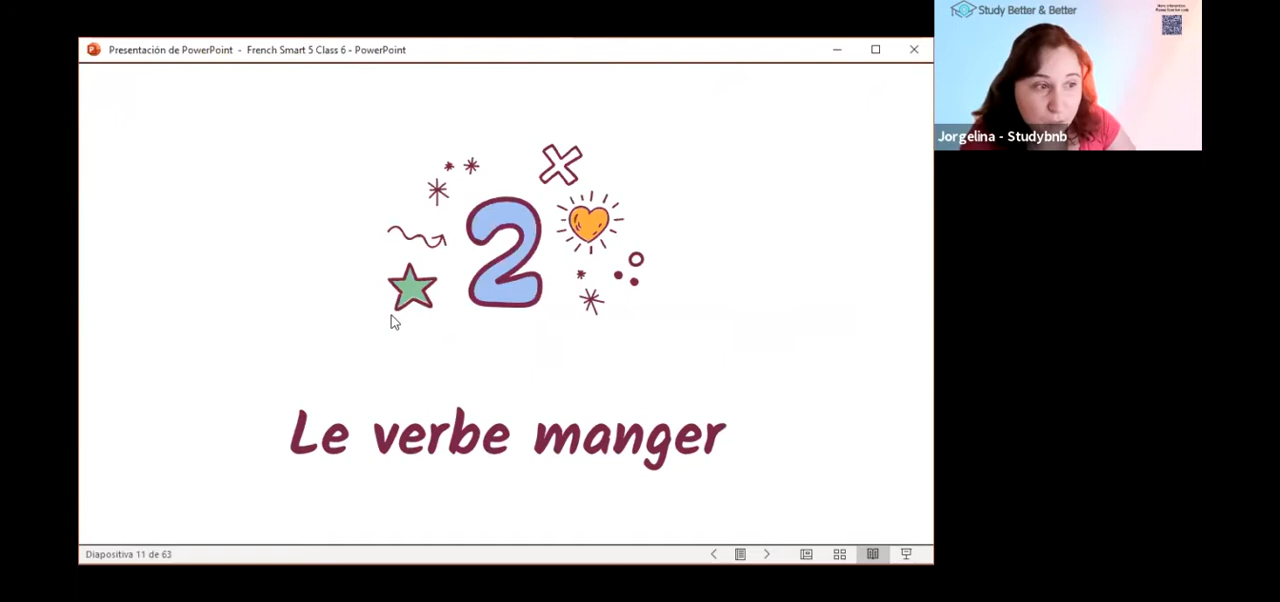 Presentación de PowerPoint - French Smart 5 Class 6 - PowerPoint
2
Le verbe manger
Diapositiva 11 de 63
Study Better & Better
Jorgelina - Studybnb